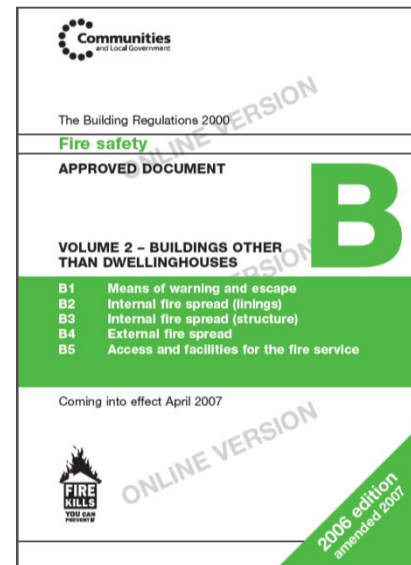 Communities
and Local Government
The Building Regulations 2000
Fire safety
APPROVED DOCUMENT
B
VOLUME 2 – BUILDINGS OTHER
THAN DWELLINGHOUSES
B1 Means of warning and escape
B2 Internal fire spread (linings)
B3 Internal fire spread (structure)
B4 External fire spread
B5 Access and facilities for the fire service
Coming into effect April 2007
FIRE
KILLS
YOU CAN
PREVENT IT
2006 edition
amended 2007
ONLINE VERSION
ONLINE VERSION
ONLINE VERSION